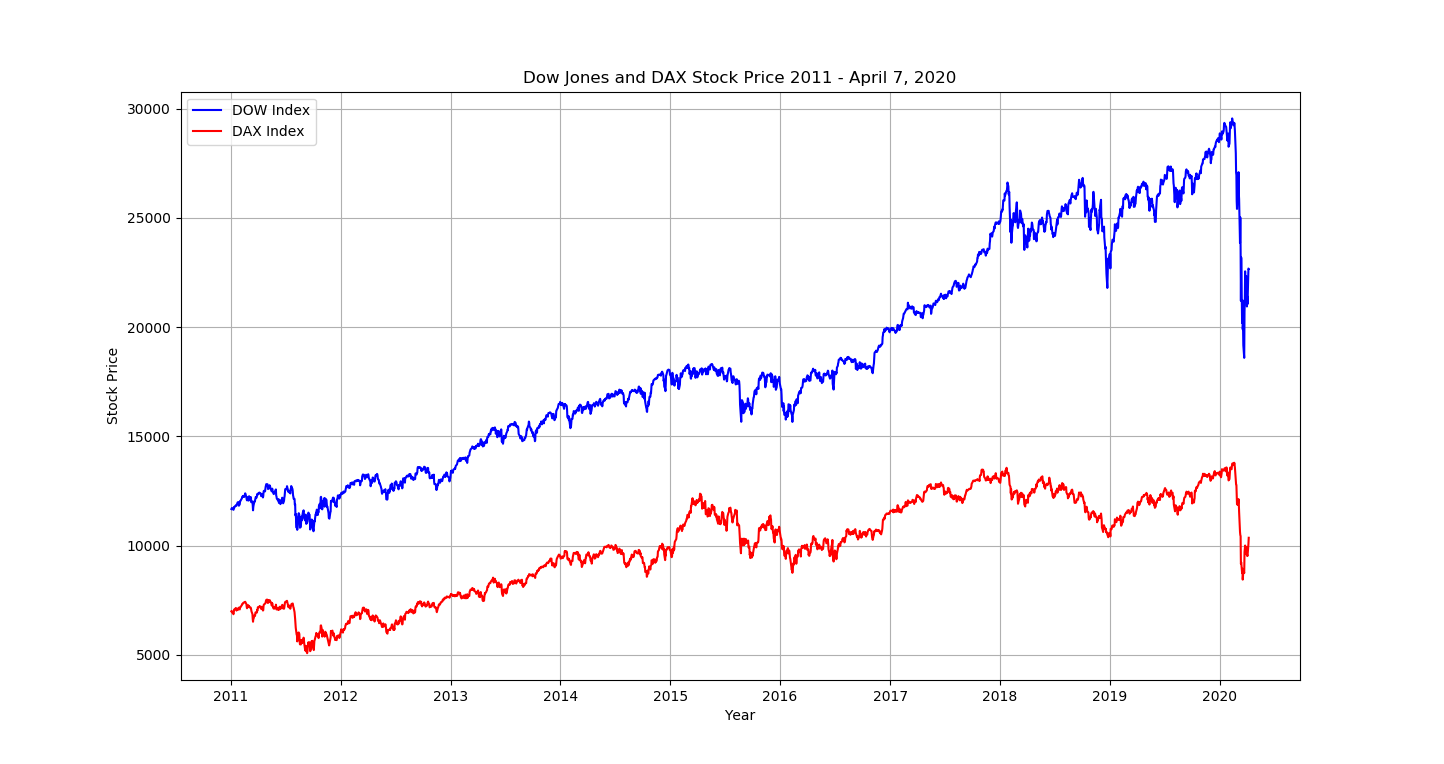 Dow Jones and DAX Stock Price 2011 - April 7, 2020
DOW Index
DAX Index
30000
25000
20000
15000
10000
5000
Stock Price
2011 2012 2013 2014 2015 2016 2017 2018 2019 2020
Year